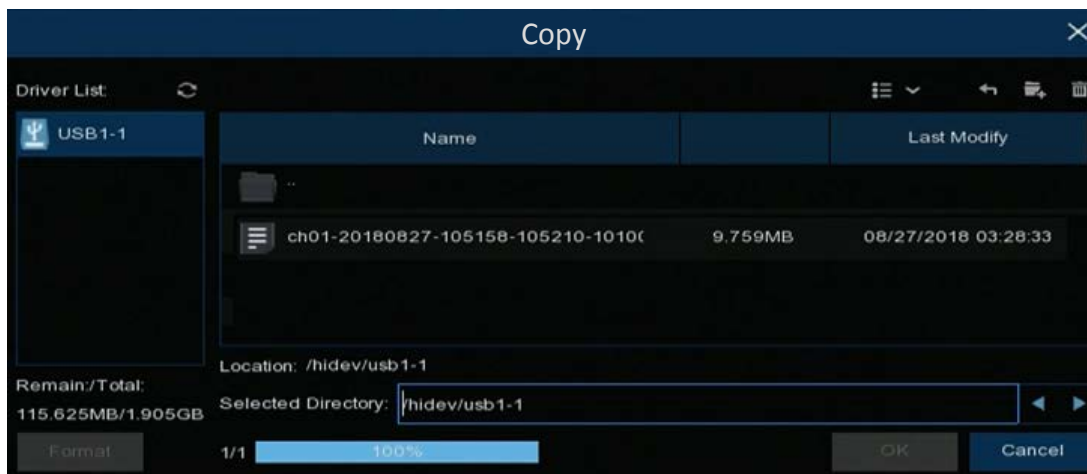 Copy
Driver List:
USB1-1
Name
Last Modify
..
ch01-20180827-105158-105210-1010(
9.759MB
08/27/2018 03:28:33
Location: /hidev/usb1-1
Remain:/Total:
115.625MB/1.905GB
Selected Directory: /hidev/usb1-1
Format
1/1
100%
OK
Cancel